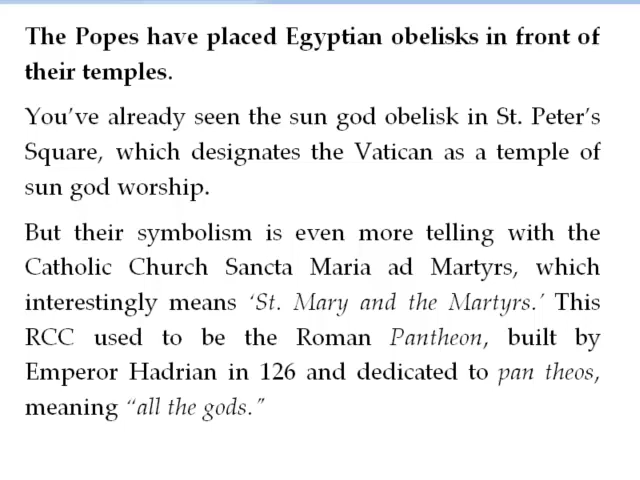 The Popes have placed Egyptian obelisks in front of
their temples.
You’ve already seen the sun god obelisk in St. Peter’s
Square, which designates the Vatican as a temple of
sun god worship.
But their symbolism is even more telling with the
Catholic Church Sancta Maria ad Martyrs, which
interestingly means ‘St. Mary and the Martyrs.’ This
RCC used to be the Roman Pantheon, built by
Emperor Hadrian in 126 and dedicated to pan theos,
meaning “all the gods.”